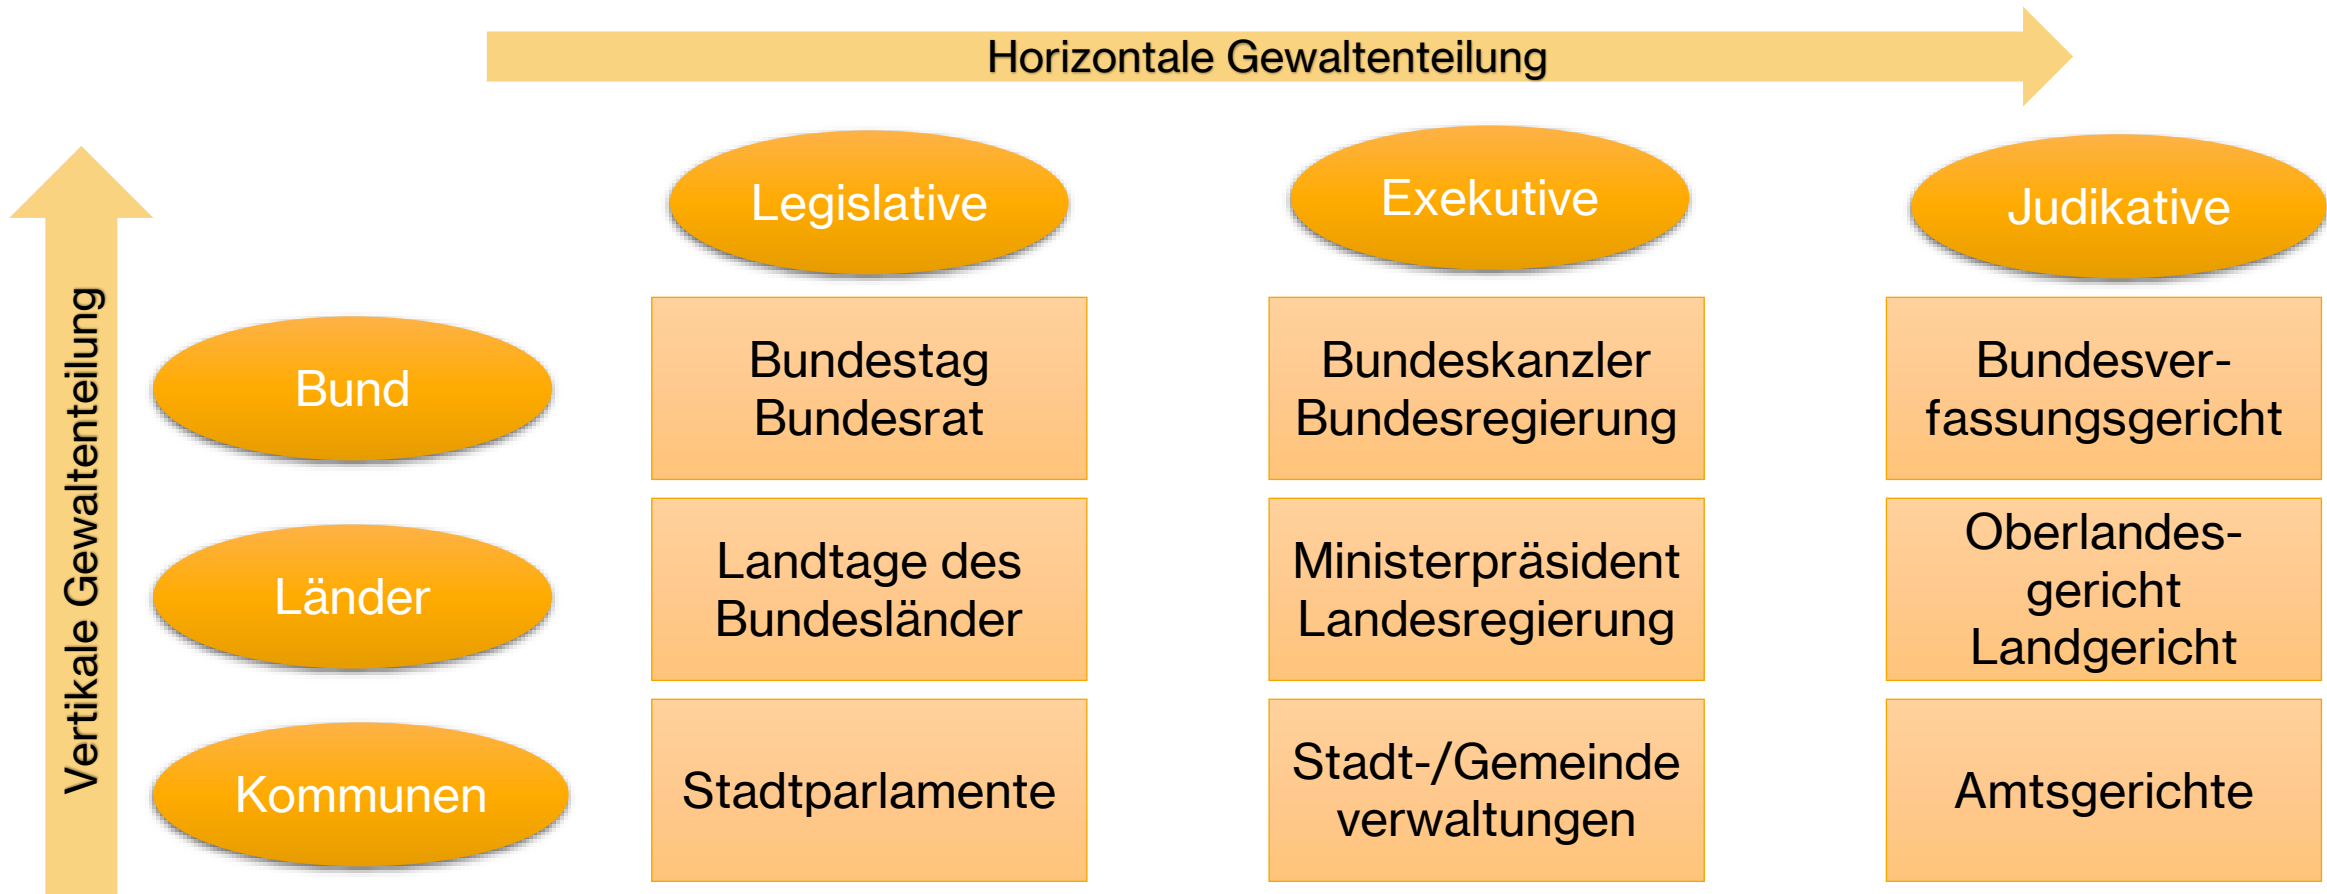 Horizontale Gewaltenteilung
Vertikale Gewaltenteilung
Legislative
Exekutive
Judikative
Bund
Bundestag
Bundesrat
Bundeskanzler
Bundesregierung
Bundesver-
fassungsgericht
Länder
Landtage des
Bundesländer
Ministerpräsident
Landesregierung
Oberlandes-
gericht
Landgericht
Kommunen
Stadtparlamente
Stadt-/Gemeinde
verwaltungen
Amtsgerichte